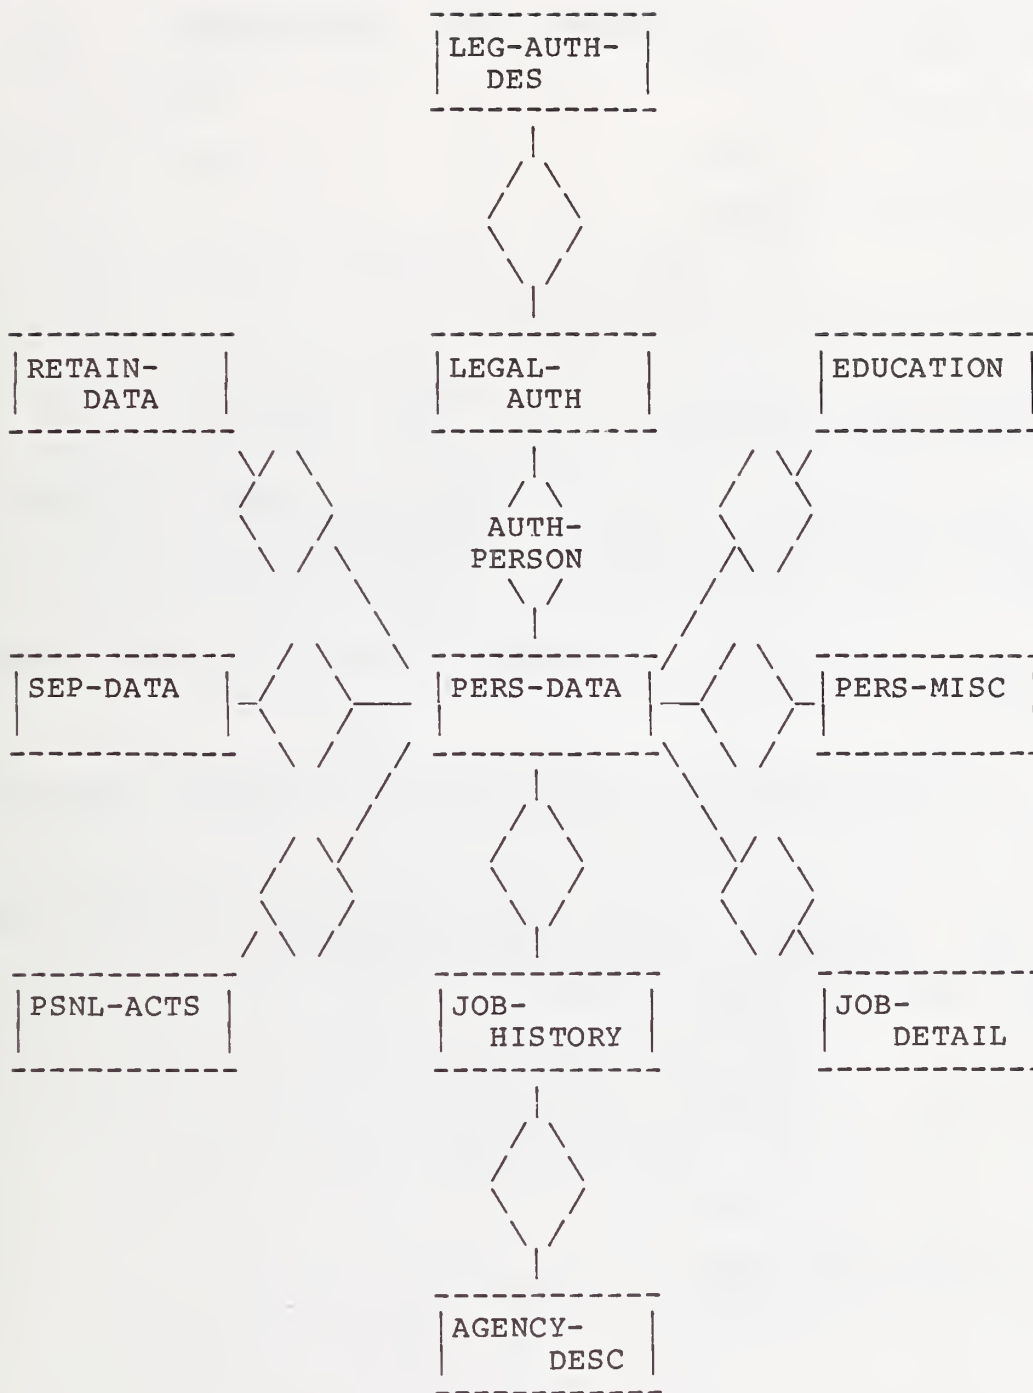 LEG-AUTH-
DES
RETAIN-
DATA
LEGAL-
AUTH
EDUCATION
AUTH-
PERSON
SEP-DATA
PERS-DATA
PERS-MISC
PSNL-ACTS
JOB-
HISTORY
JOB-
DETAIL
AGENCY-
DESC